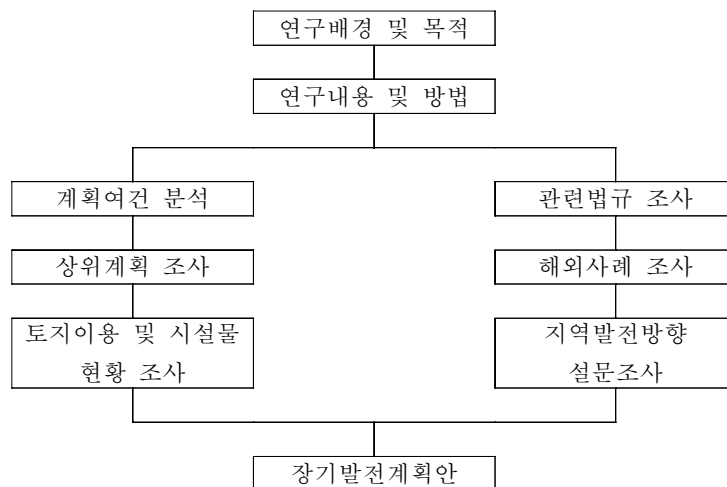 연구배경 및 목적
연구내용 및 방법
계획여건 분석
관련법규 조사
상위계획 조사
해외사례 조사
토지이용 및 시설물
현황 조사
지역발전방향
설문조사
장기발전계획안